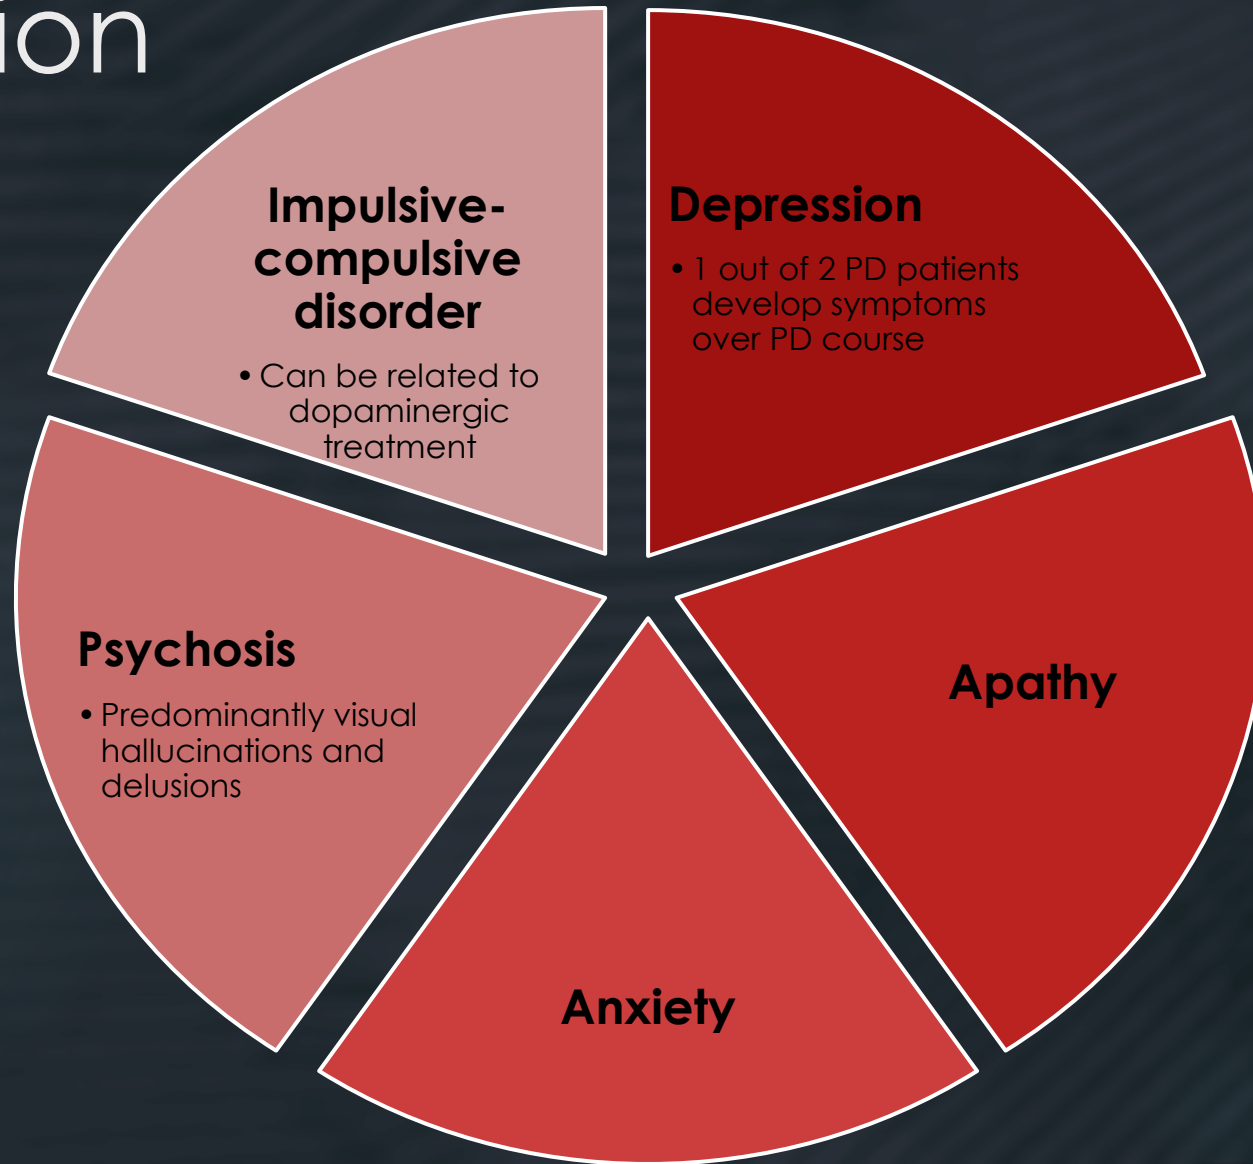 ion
Impulsive-
compulsive
disorder
• Can be related to
dopaminergic
treatment
Depression
• 1 out of 2 PD patients
develop symptoms
over PD course
Psychosis
• Predominantly visual
hallucinations and
delusions
Apathy
Anxiety